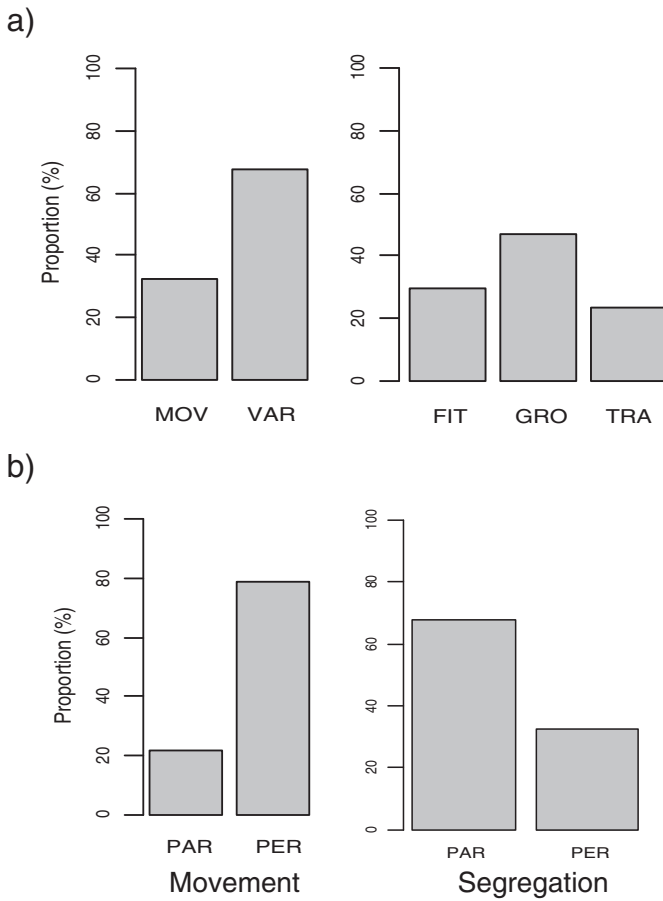 a)
Proportion (%)
0 20 40 60 80 100
MOV VAR
0 20 40 60 80 100
FIT GRO TRA
b)
Proportion (%)
0 20 40 60 80 100
PAR PER
Movement
0 20 40 60 80 100
PAR PER
Segregation